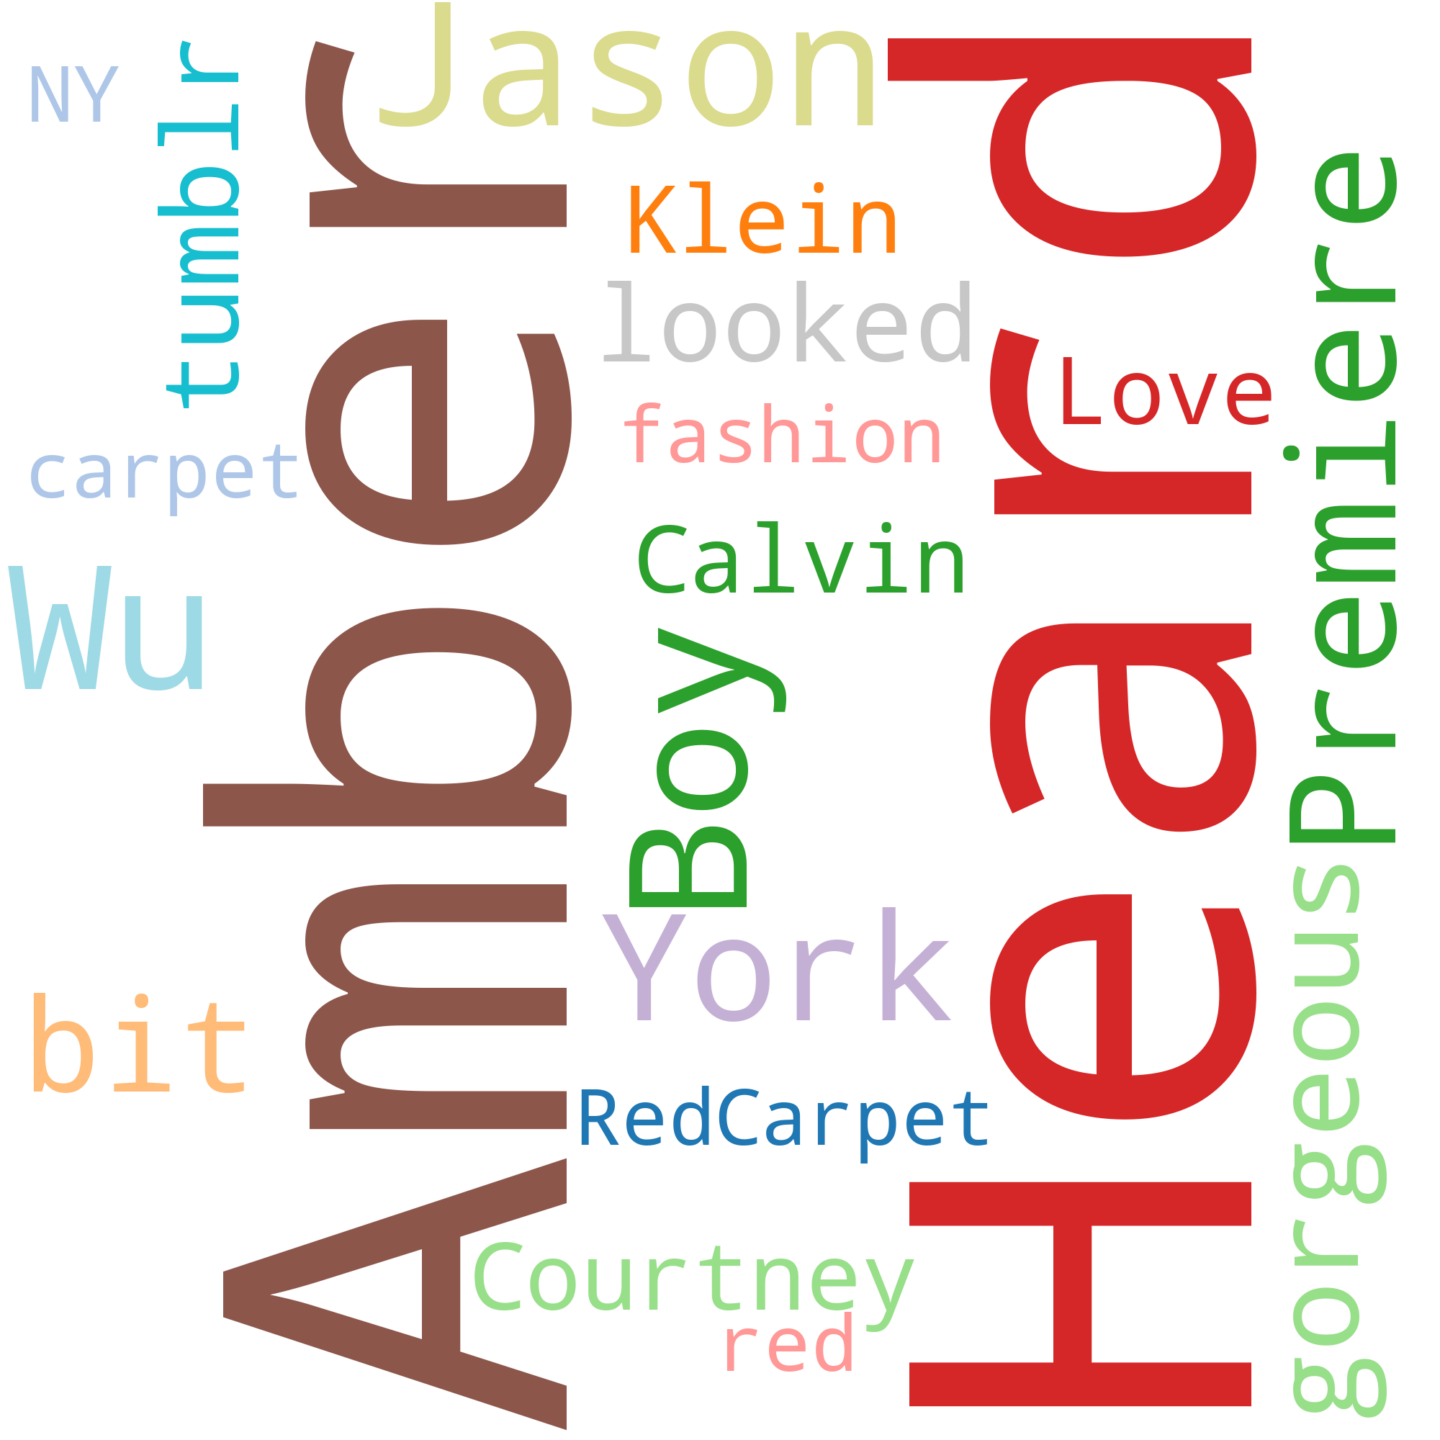 NY
tumblr
carpet
Wu
bit
Amber
Jason
Klein
looked
fashion
Calvin
Boy
York
RedCarpet
Courtney
red
Heard
Love
Premiere
gorgeous